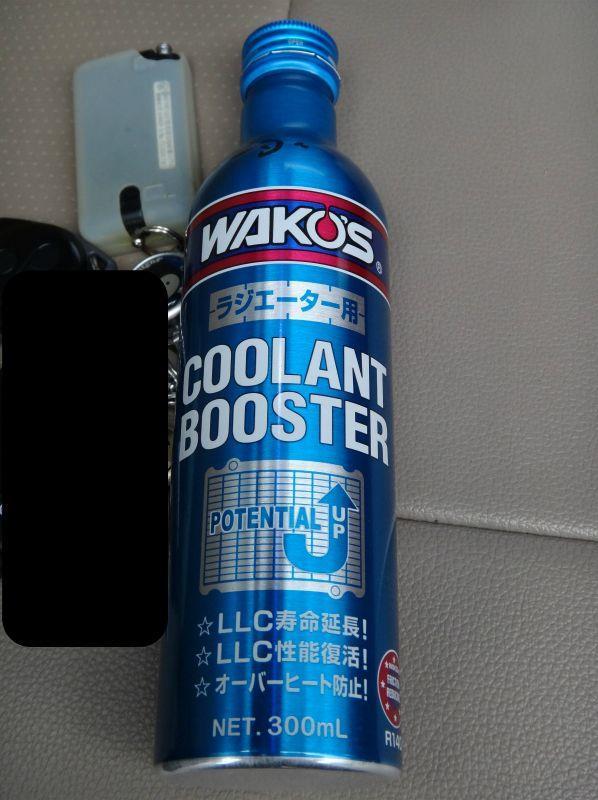 WAKO'S
®
ラジエーター用
COOLANT
BOOSTER
POTENTIAL UP
☆LLC寿命延長!
☆LLC性能復活!
☆オーバーヒート防止!
NET. 300mL